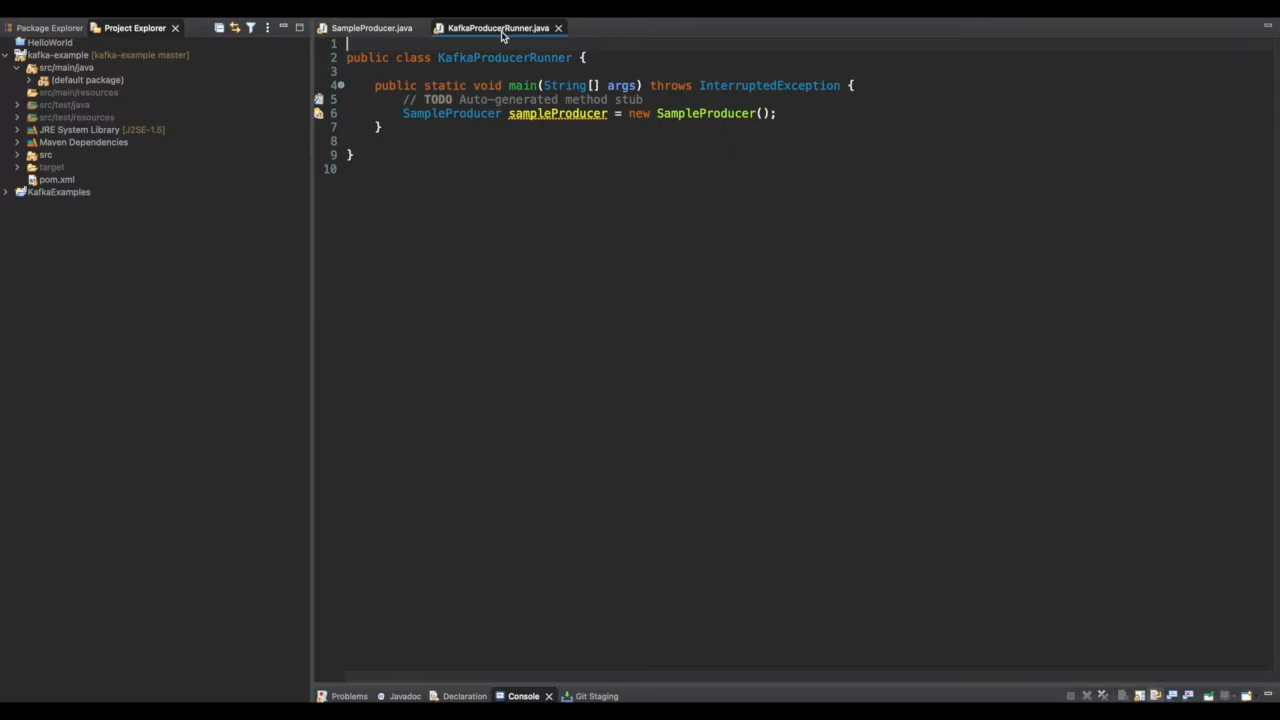 Package Explorer
Project Explorer
HelloWorld
kafka-example [kafka-example master]
src/main/java
(default package)
src/main/resources
src/test/java
src/test/resources
JRE System Library [J2SE-1.5]
Maven Dependencies
src
target
pom.xml
KafkaExamples
SampleProducer.java
KafkaProducerRunner.java
1
2 public class KafkaProducerRunner {
3
4 public static void main(String[] args) throws InterruptedException {
5 // TODO Auto-generated method stub
6 SampleProducer sampleProducer = new SampleProducer();
7 }
8
9 }
10
Problems
Javadoc
Declaration
Console
Git Staging